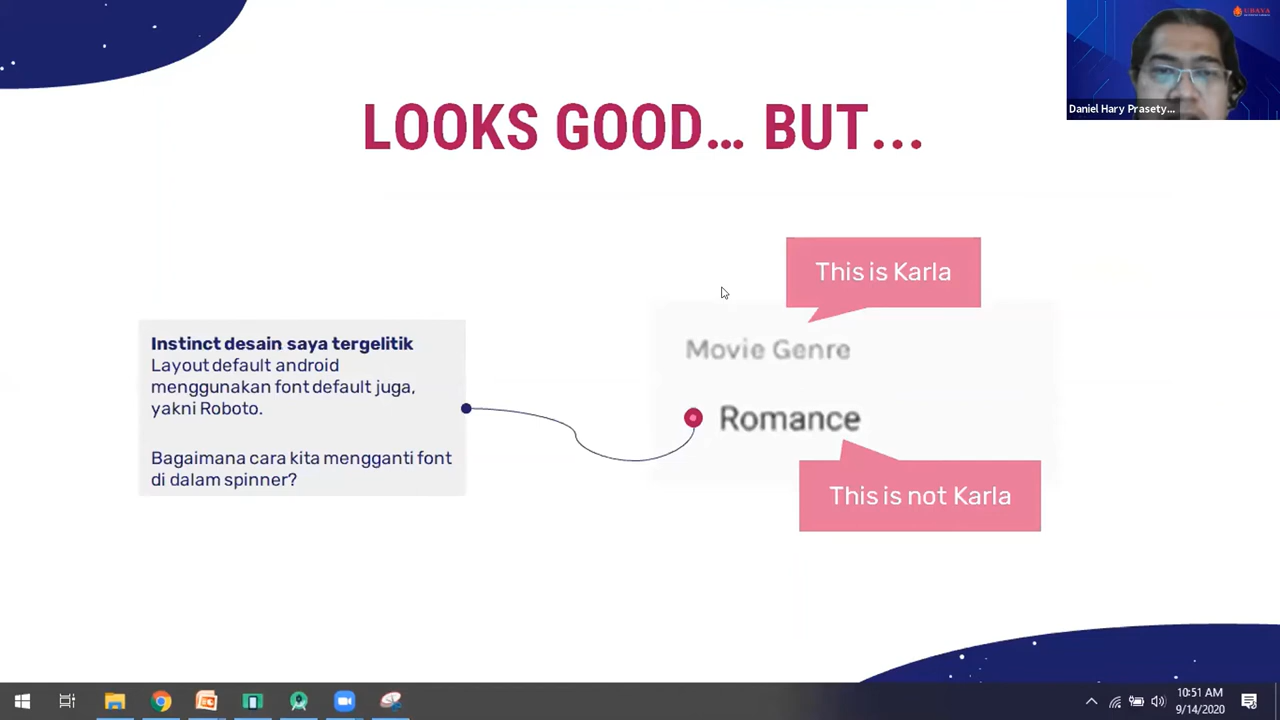 UBAYA
Daniel Hary Prasety...
LOOKS GOOD... BUT...
This is Karla
Instinct desain saya tergelitik
Layout default android
menggunakan font default juga,
yakni Roboto.
Bagaimana cara kita mengganti font
di dalam spinner?
Movie Genre
Romance
This is not Karla
10:51 AM
9/14/2020